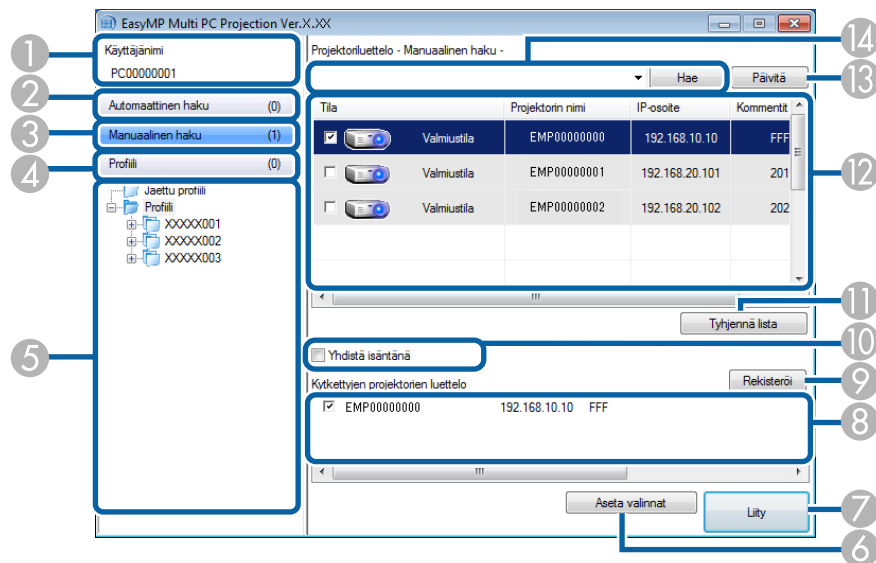 EasyMP Multi PC Projection Ver.X.XX
1
Käyttäjänimi
PC00000001
2
Automaattinen haku (0)
3
Manuaalinen haku (1)
4
Profiili (0)
5
Jaettu profiili
Profiili
XXXXX001
XXXXX002
XXXXX003
Projektoriluettelo - Manuaalinen haku -
14
Hae
Päivitä
13
Tila Projektorin nimi IP-osoite Kommentit
Valmiustila EMP00000000 192.168.10.10 FFF
Valmiustila EMP00000001 192.168.20.101 201
Valmiustila EMP00000002 192.168.20.102 202
12
Tyhjennä lista
11
Yhdistä isäntänä
10
Kytkettyjen projektorien luettelo
Rekisteröi
9
EMP00000000 192.168.10.10 FFF
8
Aseta valinnat
Liity
7
6